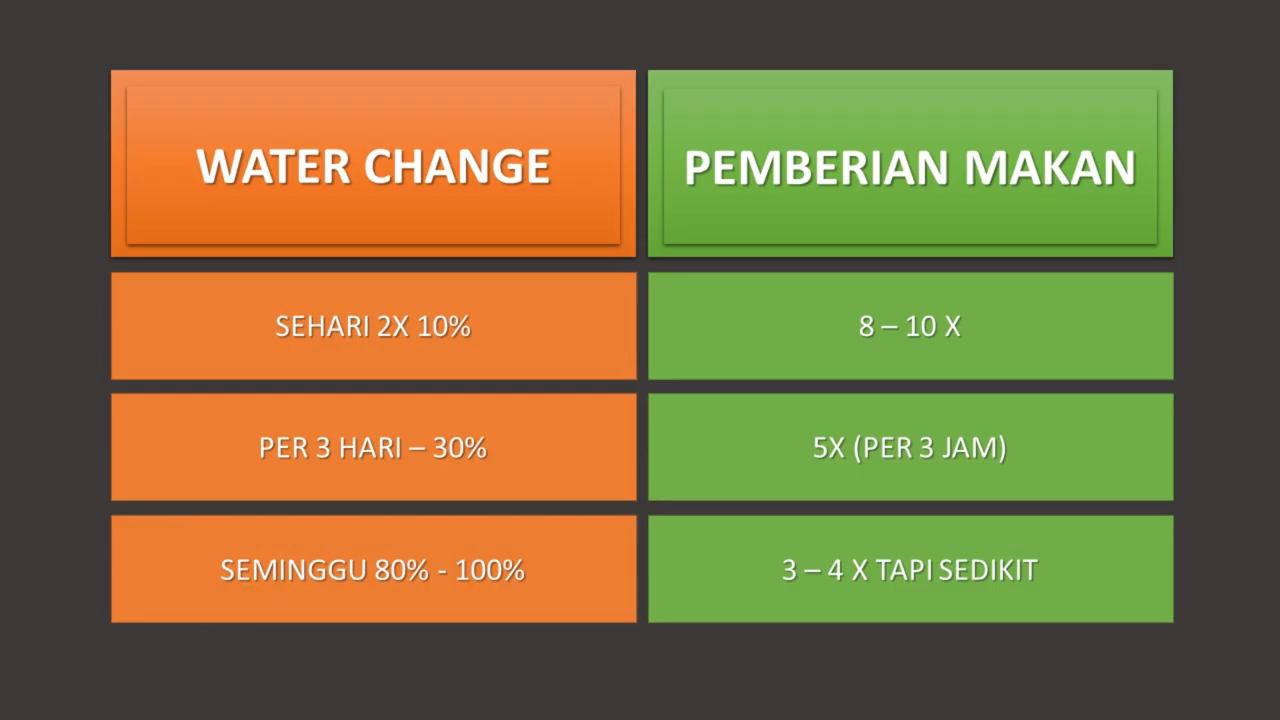 WATER CHANGE
PEMBERIAN MAKAN
SEHARI 2X 10%
8 – 10 X
PER 3 HARI – 30%
5X (PER 3 JAM)
SEMINGGU 80% - 100%
3 – 4 X TAPI SEDIKIT